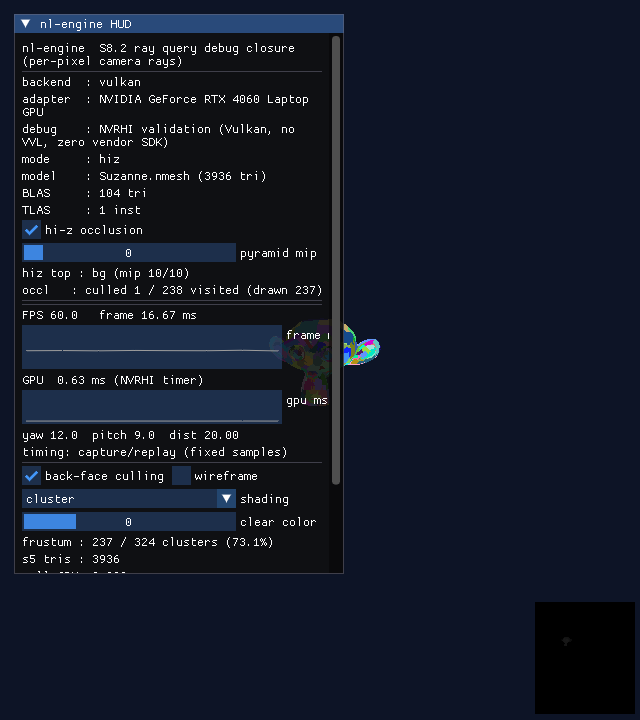 nl-engine HUD
nl-engine  S8.2 ray query debug closure
(per-pixel camera rays)
backend  : vulkan
adapter  : NVIDIA GeForce RTX 4060 Laptop
GPU
debug    : NVRHI validation (Vulkan, no
VVL, zero vendor SDK)
mode     : hiz
model    : Suzanne.nmesh (3936 tri)
BLAS     : 104 tri
TLAS     : 1 inst
hi-z occlusion
0 pyramid mip
hiz top : bg (mip 10/10)
occl   : culled 1 / 238 visited (drawn 237)
FPS 60.0   frame 16.67 ms
frame
GPU  0.63 ms (NVRHI timer)
gpu ms
yaw 12.0  pitch 9.0  dist 20.00
timing: capture/replay (fixed samples)
back-face culling wireframe
cluster shading
0 clear color
frustum : 237 / 324 clusters (73.1%)
s5 tris : 3936